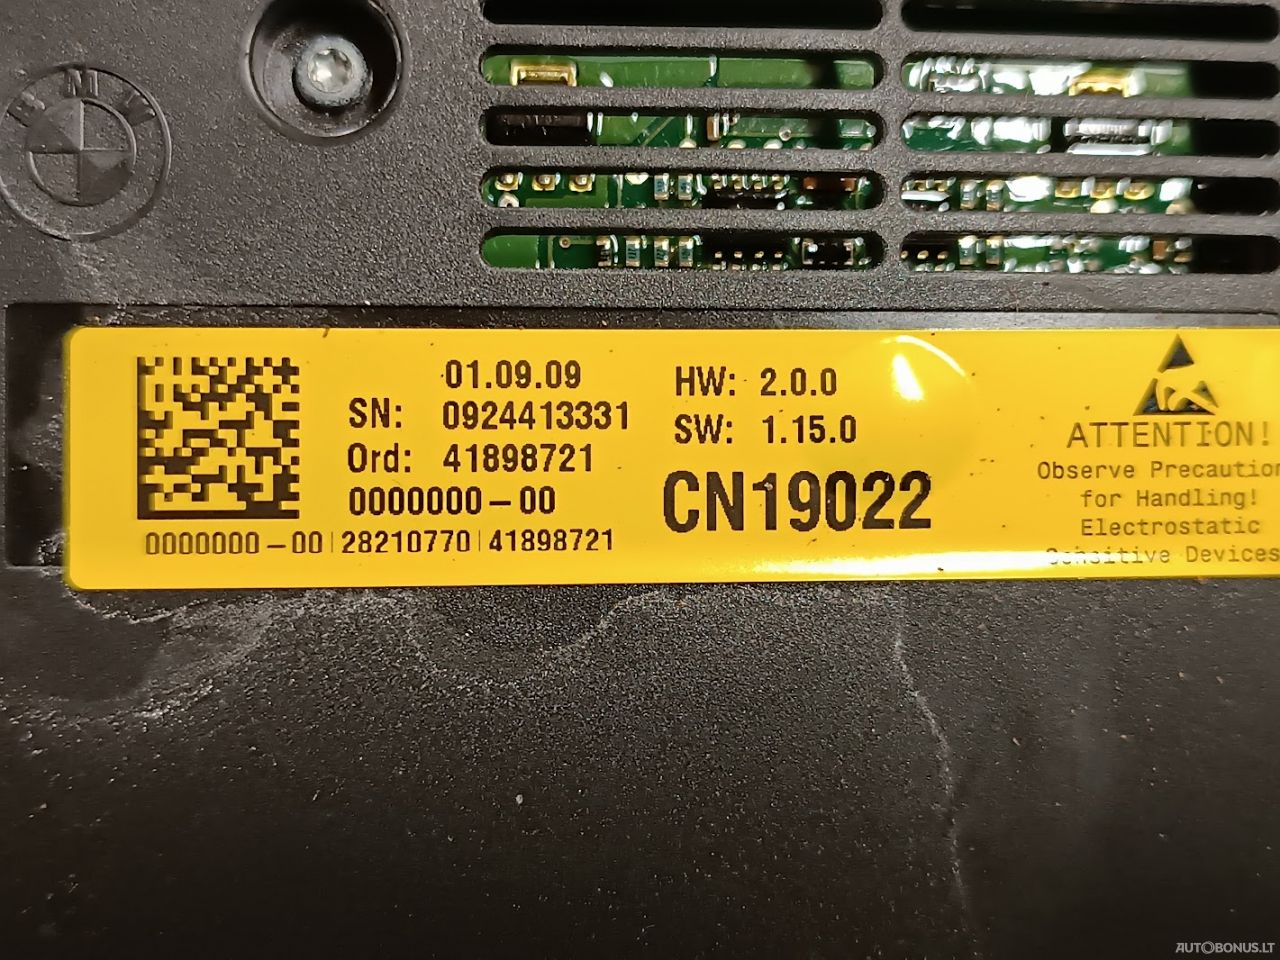 BMW
01.09.09
SN: 0924413331
Ord: 41898721
0000000-00
0000000-00|28210770|41898721
HW: 2.0.0
SW: 1.15.0
CN19022
ATTENTION!
Observe Precaution
for Handling!
Electrostatic
Sensitive Devices
AUTOBONUS.LT